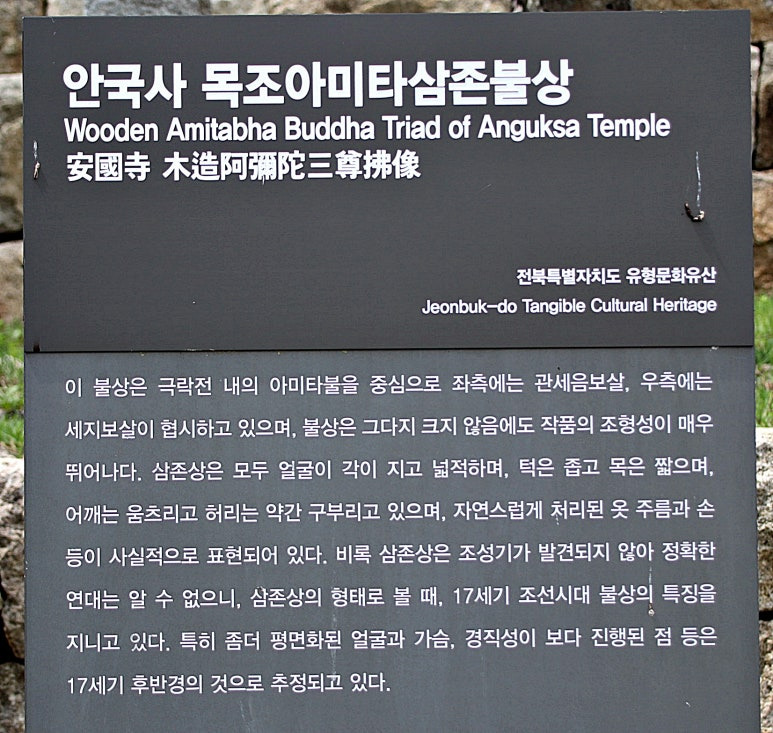 안국사 목조아미타삼존불상
Wooden Amitabha Buddha Triad of Anguksa Temple
安國寺 木造阿彌陀三尊拂像
전북특별자치도 유형문화유산
Jeonbuk-do Tangible Cultural Heritage
이 불상은 극락전 내의 아미타불을 중심으로 좌측에는 관세음보살, 우측에는
세지보살이 협시하고 있으며, 불상은 그다지 크지 않음에도 작품의 조형성이 매우
뛰어나다. 삼존상은 모두 얼굴이 각이 지고 넓적하며, 턱은 좁고 목은 짧으며,
어깨는 움츠리고 허리는 약간 구부리고 있으며, 자연스럽게 처리된 옷 주름과 손
등이 사실적으로 표현되어 있다. 비록 삼존상은 조성기가 발견되지 않아 정확한
연대는 알 수 없으니, 삼존상의 형태로 볼 때, 17세기 조선시대 불상의 특징을
지니고 있다. 특히 좀더 평면화된 얼굴과 가슴, 경직성이 보다 진행된 점 등은
17세기 후반경의 것으로 추정되고 있다.